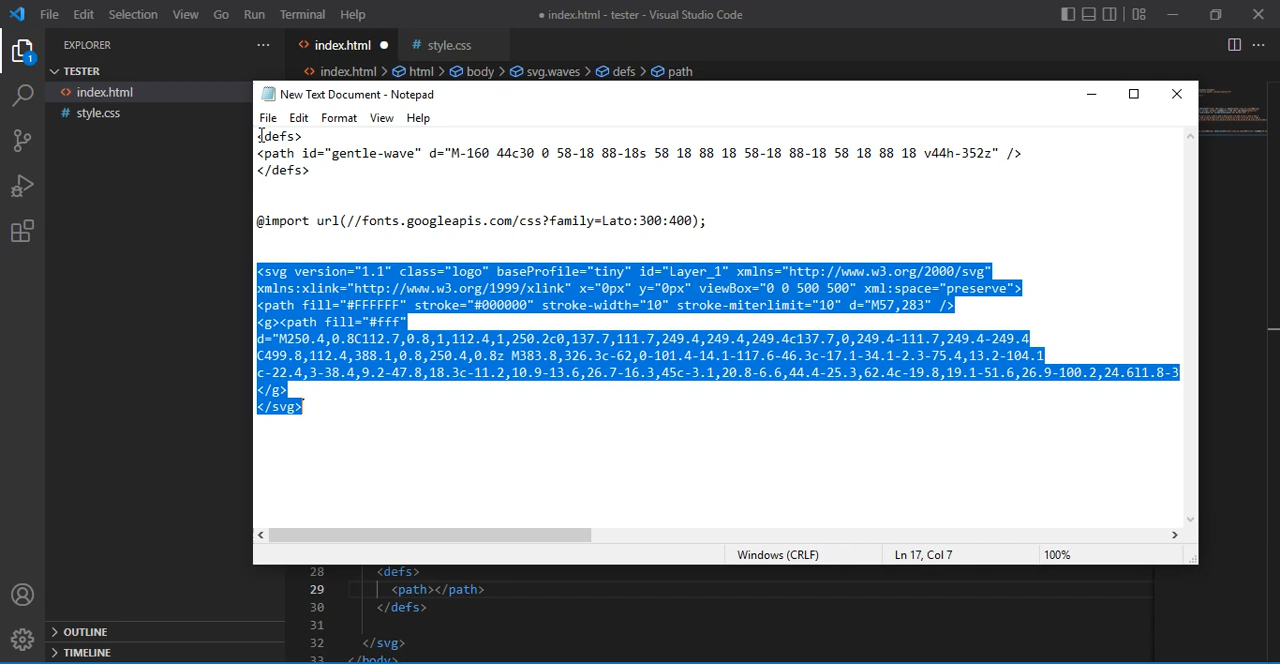 File Edit Selection View Go Run Terminal Help
● index.html - tester - Visual Studio Code
EXPLORER
index.html
# style.css
TESTER
index.html > html > body > svg.waves > defs > path
1
<> index.html
# style.css
New Text Document - Notepad
File Edit Format View Help
<defs>
<path id="gentle-wave" d="M-160 44c30 0 58-18 88-18s 58 18 88 18 58-18 88-18 58 18 88 18 v44h-352z" />
</defs>
@import url(//fonts.googleapis.com/css?family=Lato:300:400);
<svg version="1.1" class="logo" baseProfile="tiny" id="Layer_1" xmlns="http://www.w3.org/2000/svg"
xmlns:xlink="http://www.w3.org/1999/xlink" x="0px" y="0px" viewBox="0 0 500 500" xml:space="preserve">
<path fill="#FFFFFF" stroke="#000000" stroke-width="10" stroke-miterlimit="10" d="M57,283" />
<g><path fill="#fff"
d="M250.4,0.8C112.7,0.8,1,112.4,1,250.2c0,137.7,111.7,249.4,249.4,249.4c137.7,0,249.4-111.7,249.4-249.4
C499.8,112.4,388.1,0.8,250.4,0.8z M383.8,326.3c-62,0-101.4-14.1-117.6-46.3c-17.1-34.1-2.3-75.4,13.2-104.1
c-22.4,3-38.4,9.2-47.8,18.3c-11.2,10.9-13.6,26.7-16.3,45c-3.1,20.8-6.6,44.4-25.3,62.4c-19.8,19.1-51.6,26.9-100.2,24.6l1.8-3
</g>
</svg>
Windows (CRLF)
Ln 17, Col 7
100%
28 <defs>
29 <path></path>
30 </defs>
31
32 </svg>
33 </body>
OUTLINE
TIMELINE